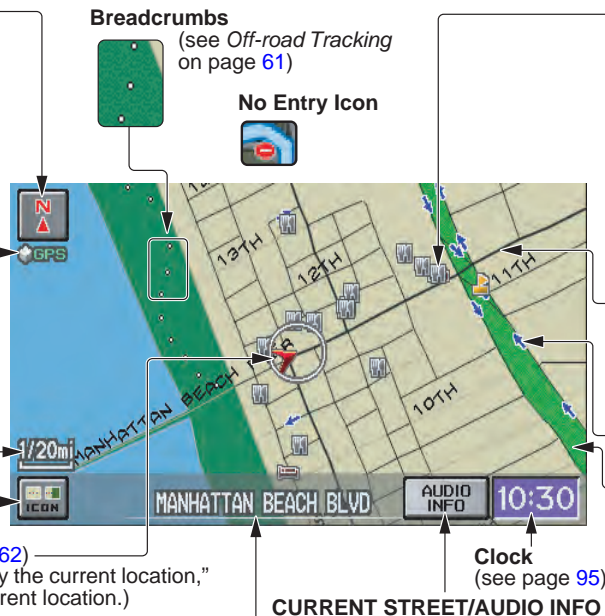 Breadcrumbs
(see Off-road Tracking
on page 61)
No Entry Icon
N
GPS
13TH
12TH
11TH
10TH
MANHATTAN BEACH
1/20mi
ICON
MANHATTAN BEACH BLVD
AUDIO
INFO
10:30
62)
y the current location,”
rent location.)
Clock
(see page 95)
CURRENT STREET/AUDIO INFO